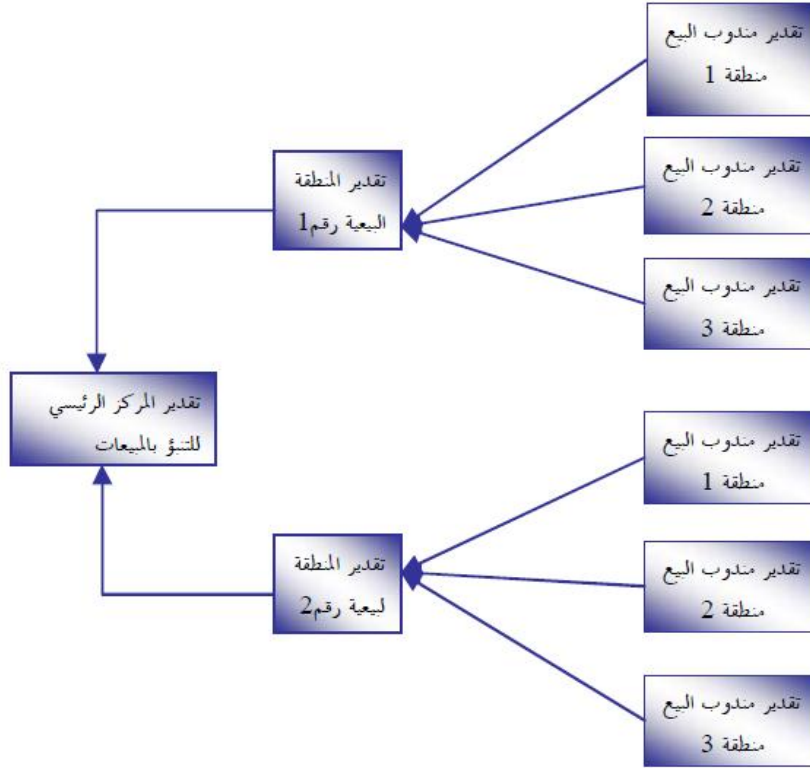 تقدير مندوب البيع
منطقة 1
تقدير مندوب البيع
منطقة 2
تقدير مندوب البيع
منطقة 3
تقدير المنطقة
البيعية رقم1
تقدير المركز الرئيسي
للتنبؤ بالمبيعات
تقدير مندوب البيع
منطقة 1
تقدير مندوب البيع
منطقة 2
تقدير مندوب البيع
منطقة 3
تقدير المنطقة
لبيعية رقم2